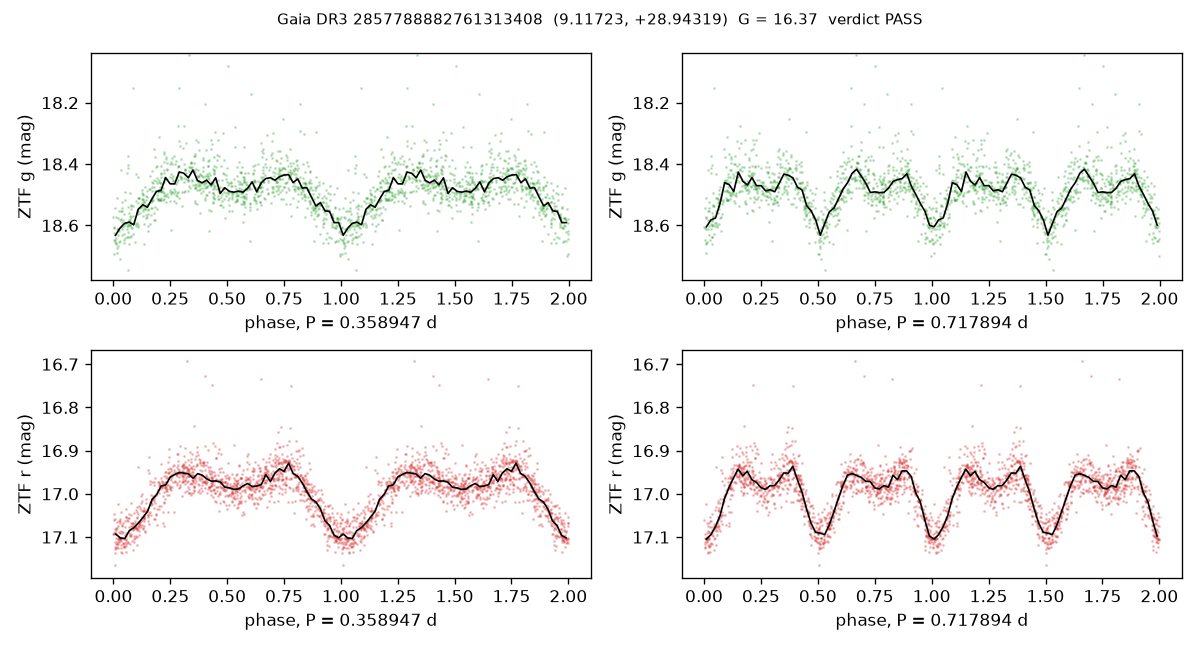 Gaia DR3 2857788882761313408  (9.11723, +28.94319)  G = 16.37  verdict PASS
ZTF g (mag)
18.2
18.4
18.6
0.00 0.25 0.50 0.75 1.00 1.25 1.50 1.75 2.00
phase, P = 0.358947 d
ZTF g (mag)
18.2
18.4
18.6
0.00 0.25 0.50 0.75 1.00 1.25 1.50 1.75 2.00
phase, P = 0.717894 d
ZTF r (mag)
16.7
16.8
16.9
17.0
17.1
0.00 0.25 0.50 0.75 1.00 1.25 1.50 1.75 2.00
phase, P = 0.358947 d
ZTF r (mag)
16.7
16.8
16.9
17.0
17.1
0.00 0.25 0.50 0.75 1.00 1.25 1.50 1.75 2.00
phase, P = 0.717894 d